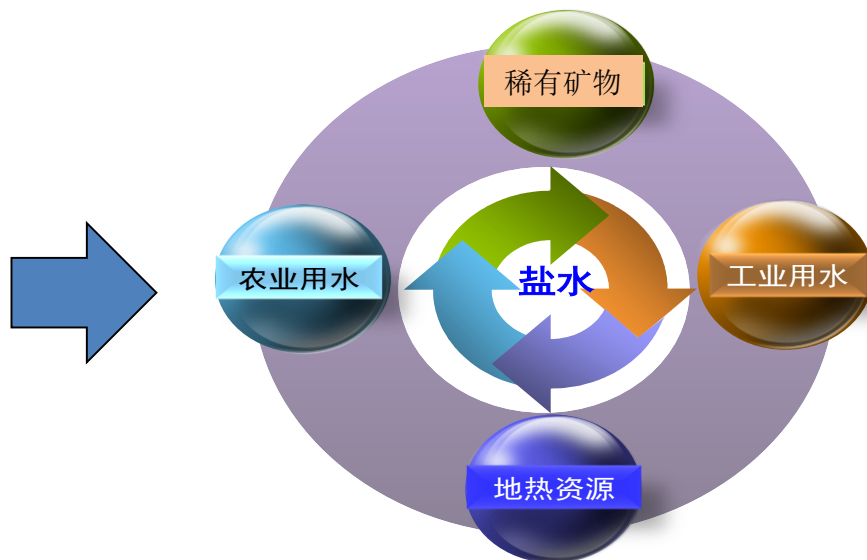 稀有矿物
农业用水
盐水
工业用水
地热资源